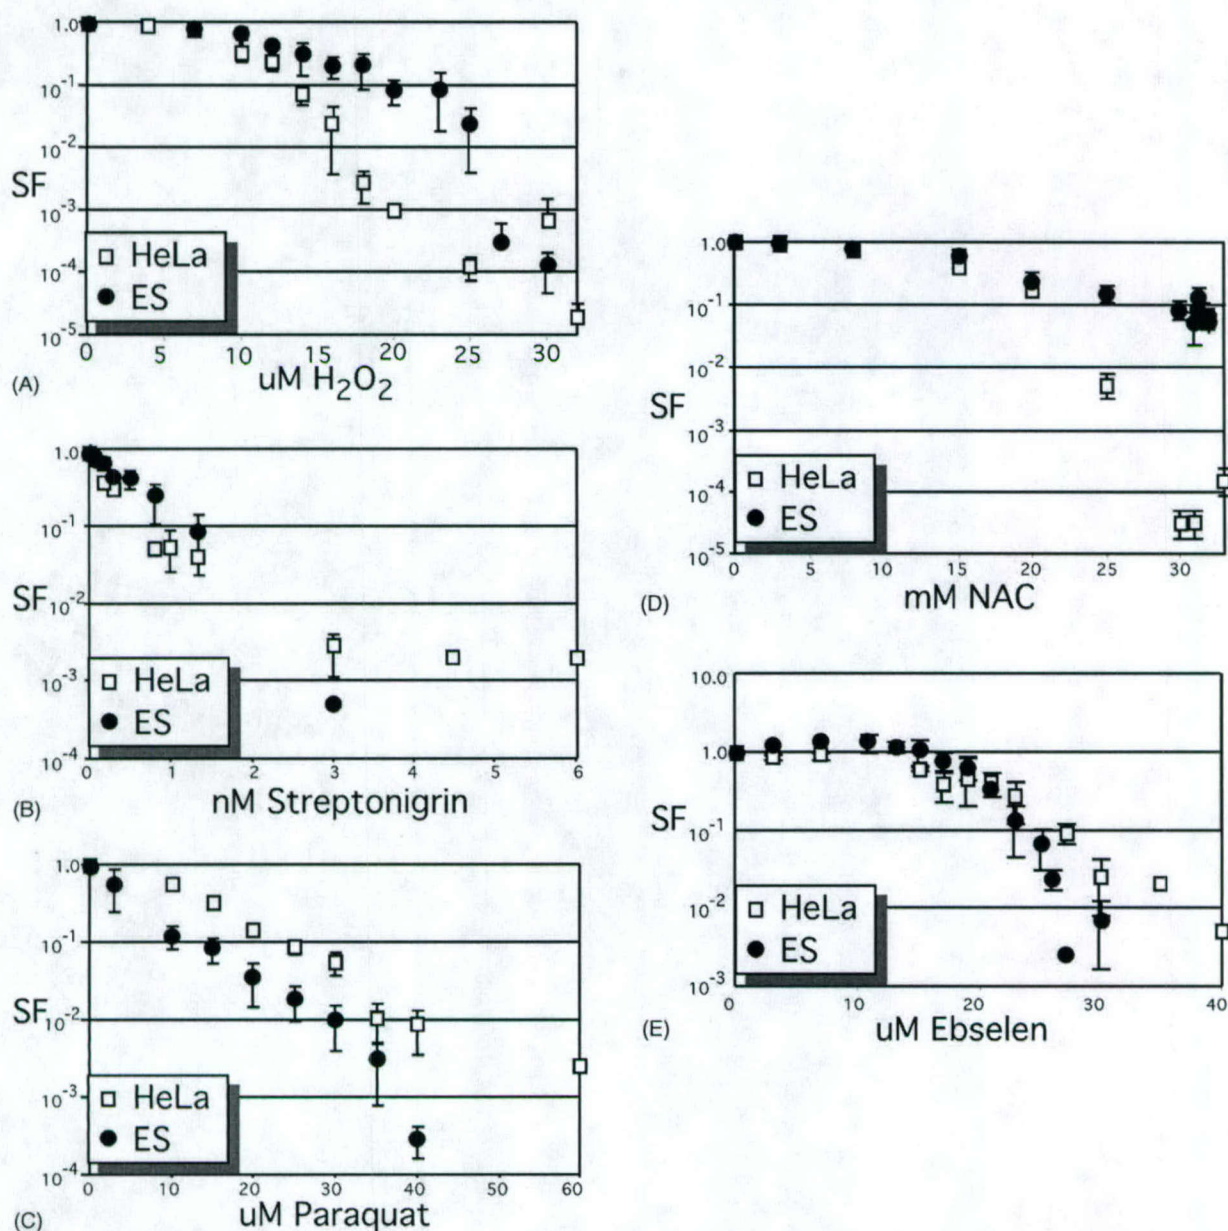 1.0
10-1
10-2
SF
10-3
10-4
10-5
HeLa
ES
0 5 10 15 20 25 30
(A)
uM H2O2
1.0
10-1
SF
10-2
10-3
10-4
HeLa
ES
0 1 2 3 4 5 6
(B)
nM Streptonigrin
1.0
10-1
SF
10-2
10-3
10-4
HeLa
ES
0 10 20 30 40 50 60
(C)
uM Paraquat
1.0
10-1
10-2
SF
10-3
10-4
10-5
HeLa
ES
0 5 10 15 20 25 30
(D)
mM NAC
10.0
1.0
SF
10-1
10-2
10-3
HeLa
ES
0 10 20 30 40
(E)
uM Ebselen